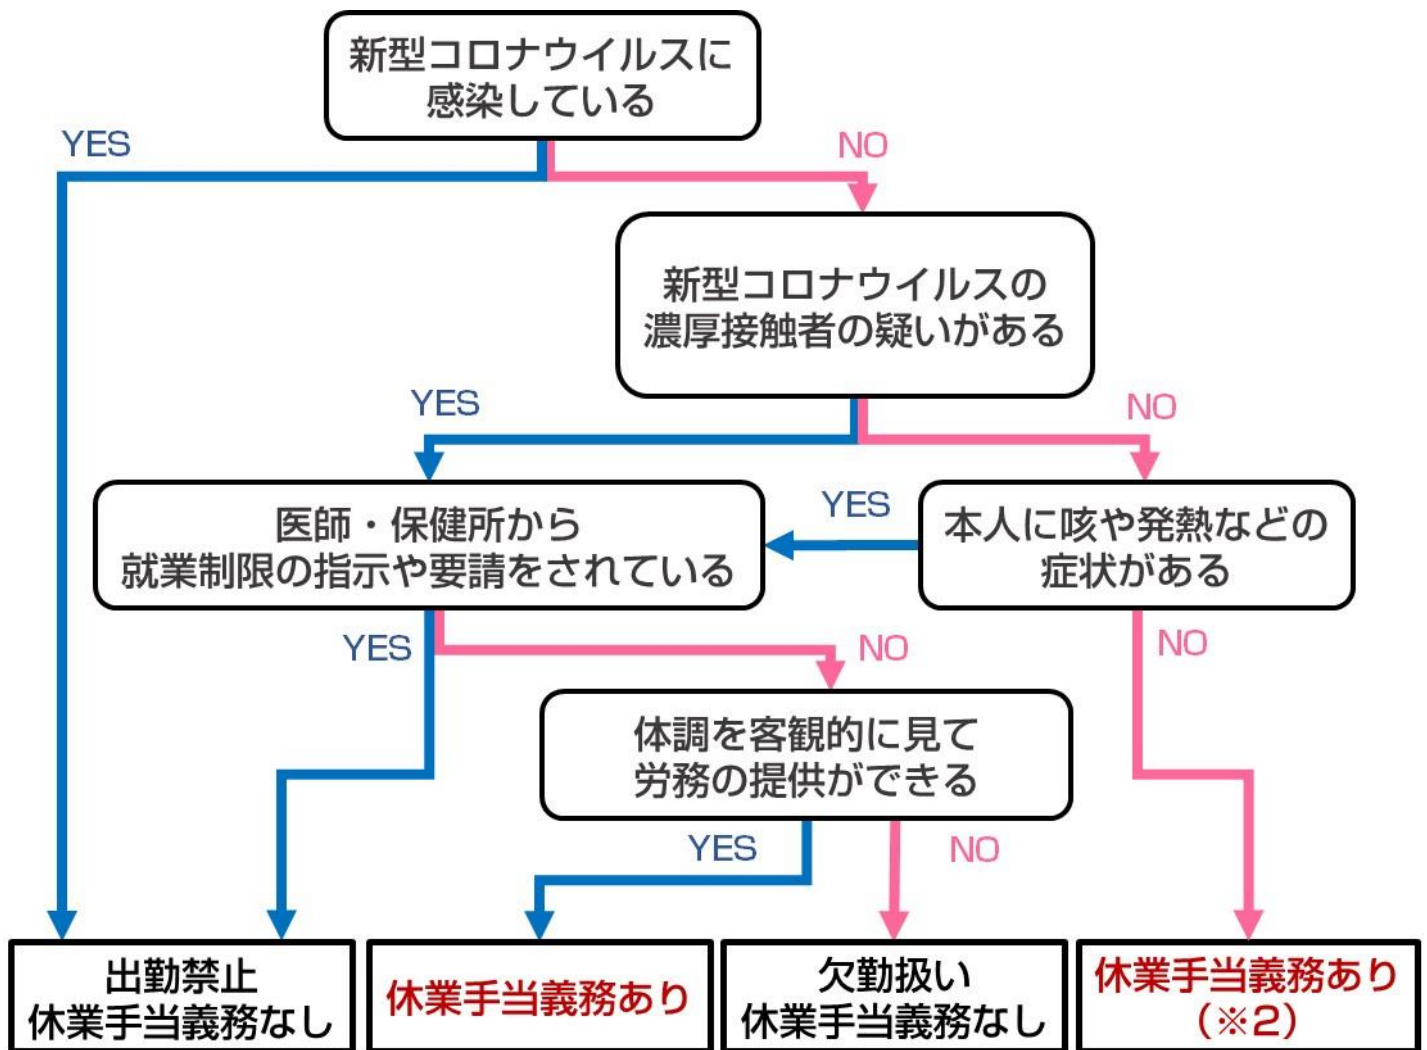 新型コロナウイルスに
感染している
YES
NO
新型コロナウイルスの
濃厚接触者の疑いがある
YES
NO
医師・保健所から
就業制限の指示や要請をされている
YES
本人に咳や発熱などの
症状がある
YES
NO
NO
体調を客観的に見て
労務の提供ができる
YES
NO
出勤禁止
休業手当義務なし
休業手当義務あり
欠勤扱い
休業手当義務なし
休業手当義務あり
（※2）